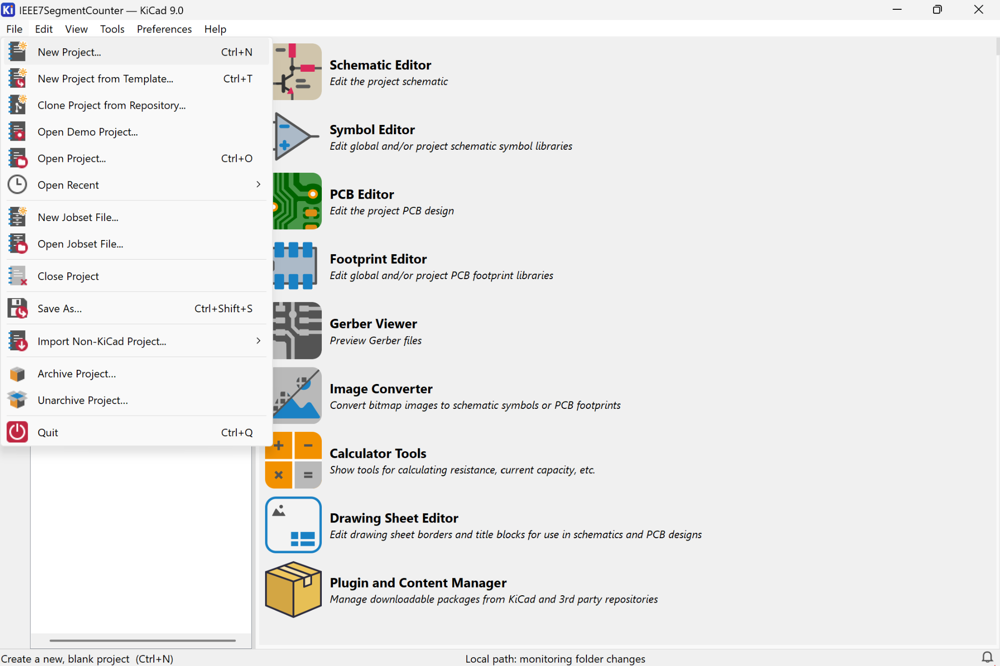 Ki IEEE7SegmentCounter — KiCad 9.0
File Edit View Tools Preferences Help
New Project... Ctrl+N
New Project from Template... Ctrl+T
Clone Project from Repository...
Open Demo Project...
Open Project... Ctrl+O
Open Recent
New Jobset File...
Open Jobset File...
Close Project
Save As... Ctrl+Shift+S
Import Non-KiCad Project...
Archive Project...
Unarchive Project...
Quit Ctrl+Q
Schematic Editor
Edit the project schematic
Symbol Editor
Edit global and/or project schematic symbol libraries
PCB Editor
Edit the project PCB design
Footprint Editor
Edit global and/or project PCB footprint libraries
Gerber Viewer
Preview Gerber files
Image Converter
Convert bitmap images to schematic symbols or PCB footprints
Calculator Tools
Show tools for calculating resistance, current capacity, etc.
Drawing Sheet Editor
Edit drawing sheet borders and title blocks for use in schematics and PCB designs
Plugin and Content Manager
Manage downloadable packages from KiCad and 3rd party repositories
Create a new, blank project (Ctrl+N)
Local path: monitoring folder changes